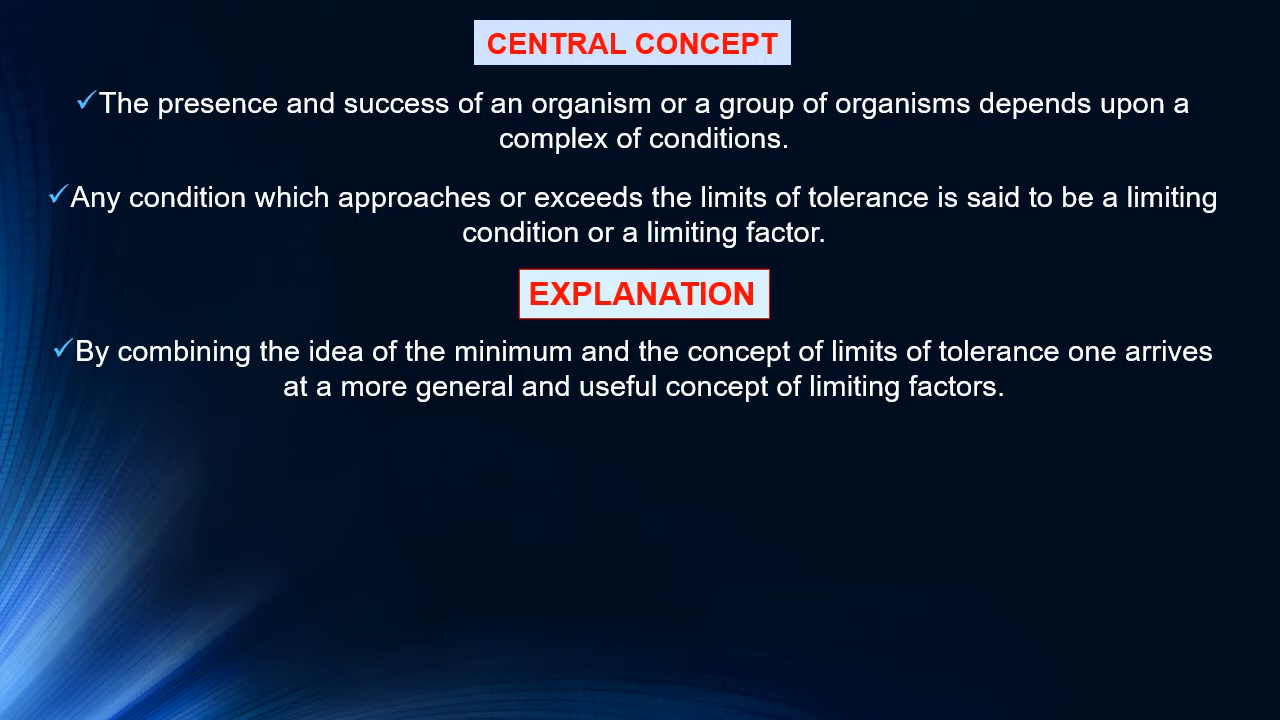 CENTRAL CONCEPT
✓The presence and success of an organism or a group of organisms depends upon a
complex of conditions.
✓Any condition which approaches or exceeds the limits of tolerance is said to be a limiting
condition or a limiting factor.
EXPLANATION
✓By combining the idea of the minimum and the concept of limits of tolerance one arrives
at a more general and useful concept of limiting factors.